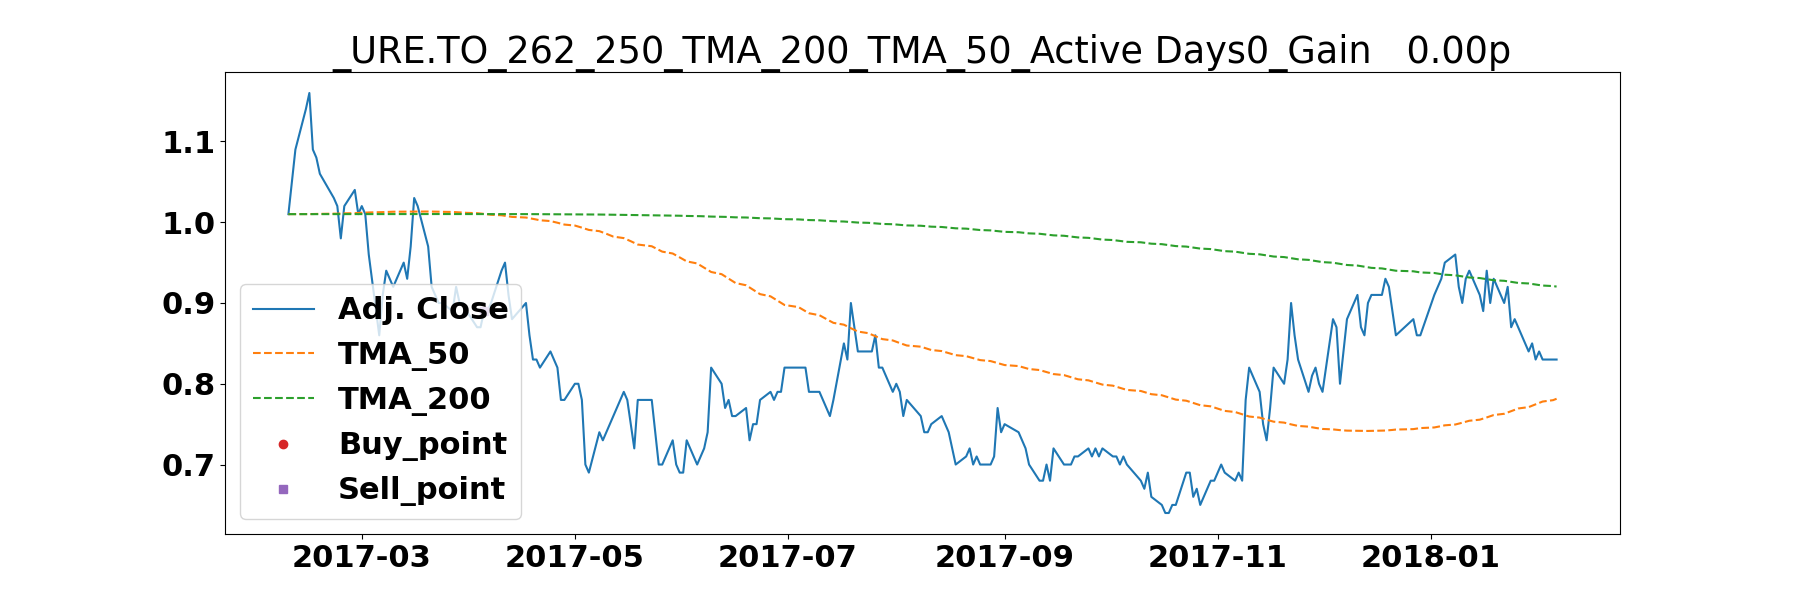 _URE.TO_262_250_TMA_200_TMA_50_Active Days0_Gain   0.00p
1.1
1.0
0.9
0.8
0.7
Adj. Close
TMA_50
TMA_200
Buy_point
Sell_point
2017-03 2017-05 2017-07 2017-09 2017-11 2018-01